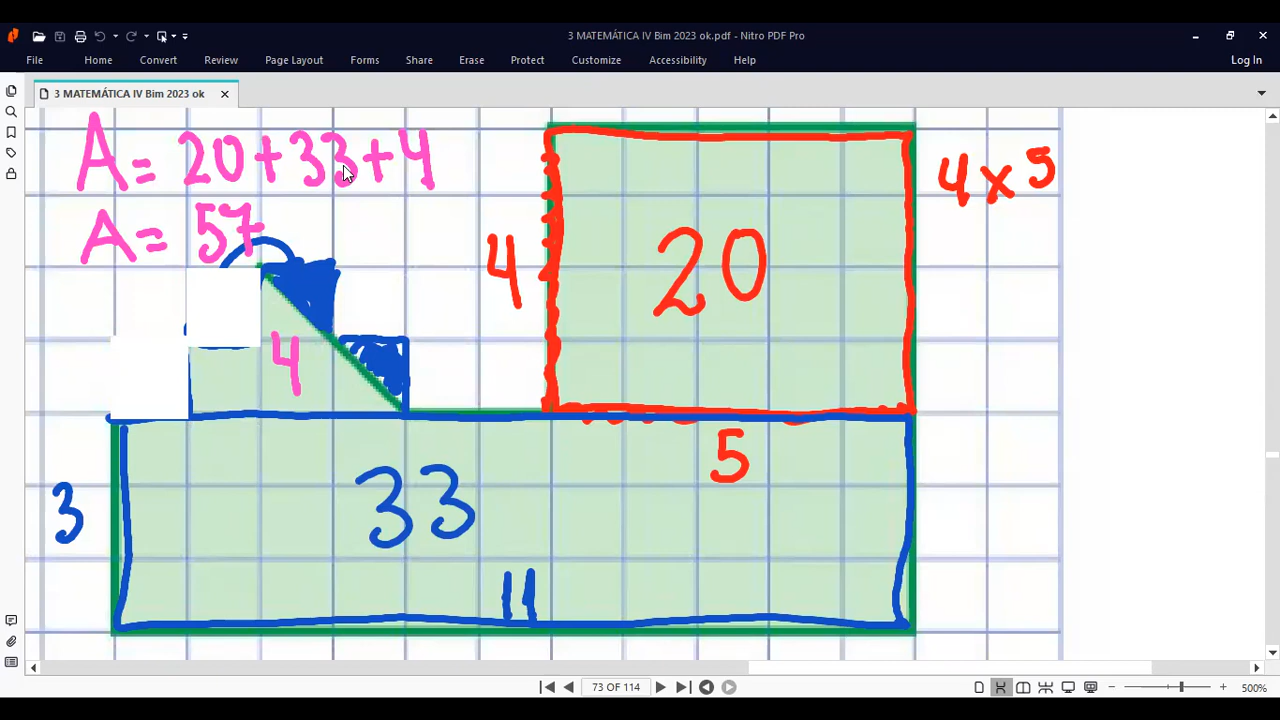 3 MATEMÁTICA IV Bim 2023 ok.pdf - Nitro PDF Pro
File Home Convert Review Page Layout Forms Share Erase Protect Customize Accessibility Help Log In
3 MATEMÁTICA IV Bim 2023 ok
A= 20+33+4
A= 57
4x5
4
20
4
5
3
33
11
73 OF 114
500%